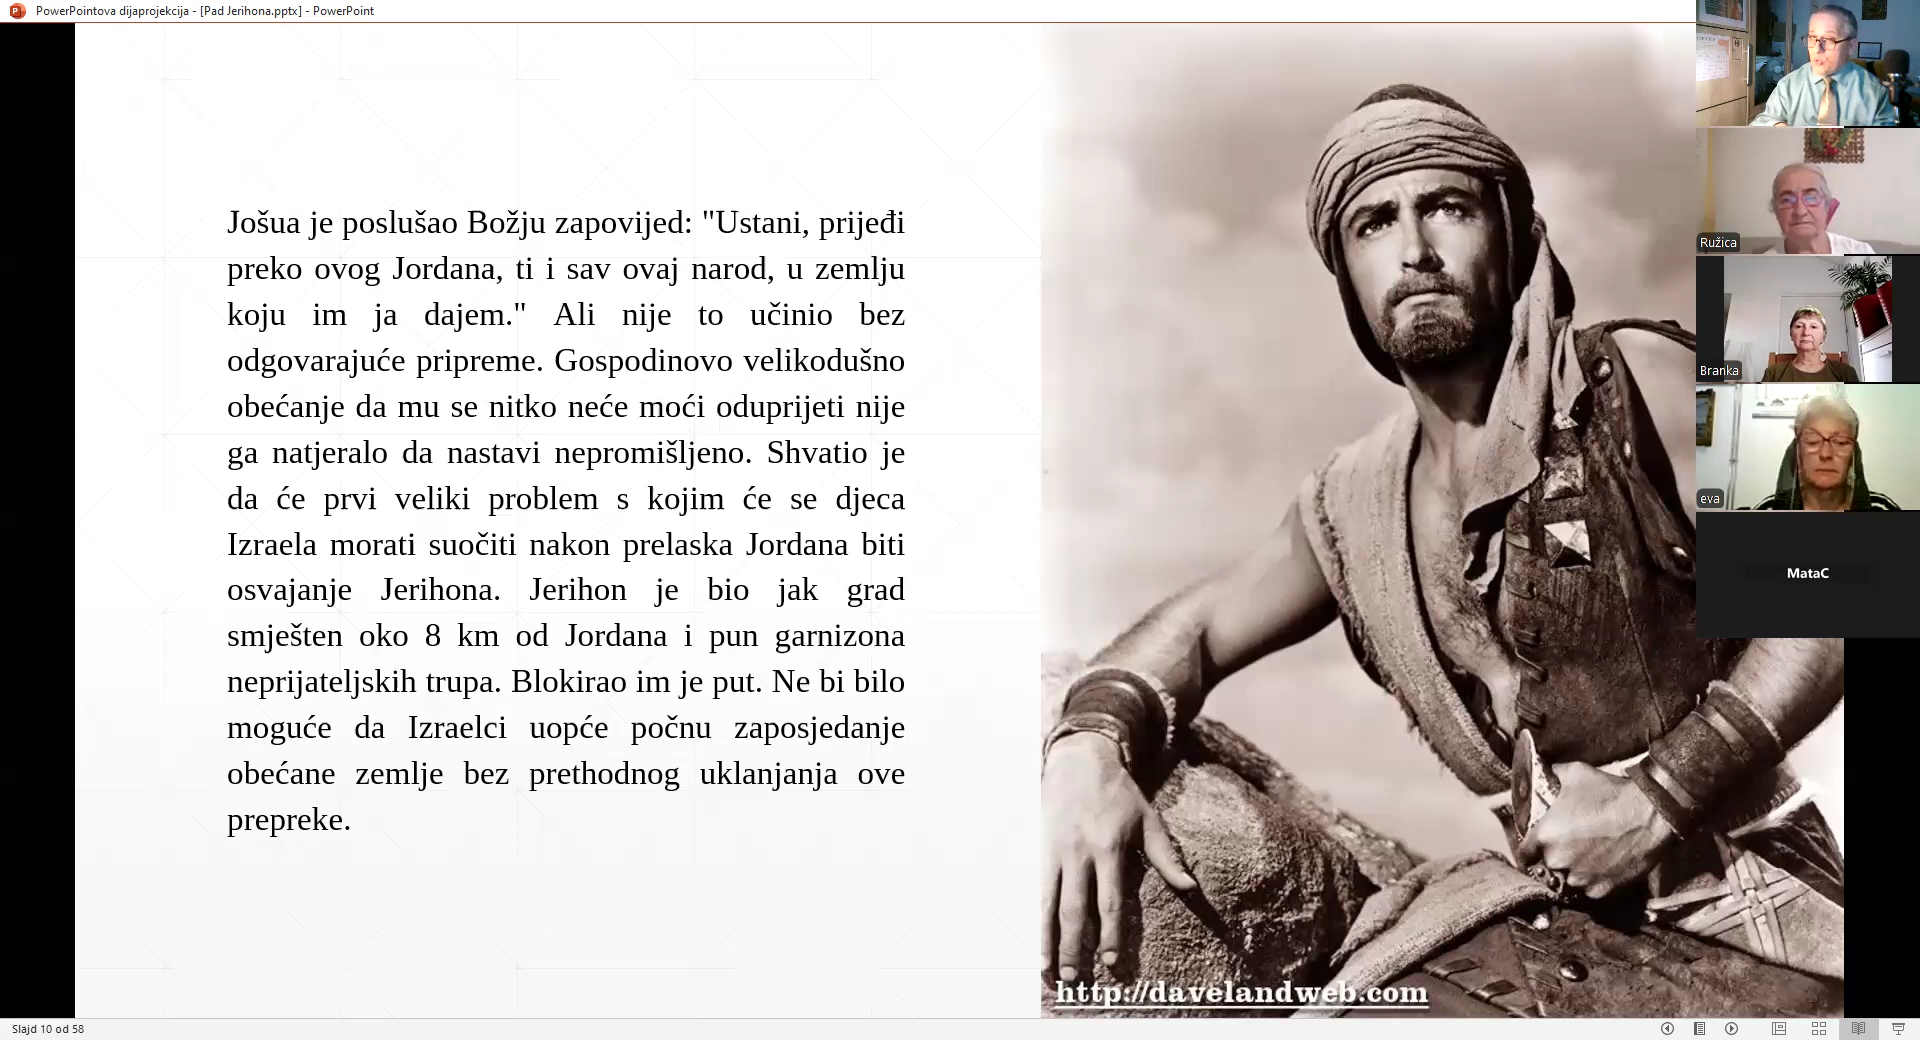 PowerPointova dijaprojekcija - [Pad Jerihona.pptx] - PowerPoint
Jošua je poslušao Božju zapovijed: "Ustani, prijeđi
preko ovog Jordana, ti i sav ovaj narod, u zemlju
koju im ja dajem." Ali nije to učinio bez
odgovarajuće pripreme. Gospodinovo velikodušno
obećanje da mu se nitko neće moći oduprijeti nije
ga natjeralo da nastavi nepromišljeno. Shvatio je
da će prvi veliki problem s kojim će se djeca
Izraela morati suočiti nakon prelaska Jordana biti
osvajanje Jerihona. Jerihon je bio jak grad
smješten oko 8 km od Jordana i pun garnizona
neprijateljskih trupa. Blokirao im je put. Ne bi bilo
moguće da Izraelci uopće počnu zaposjedanje
obećane zemlje bez prethodnog uklanjanja ove
prepreke.
http://davelandweb.com
Ružica
Branka
eva
MataC
Slajd 10 od 58